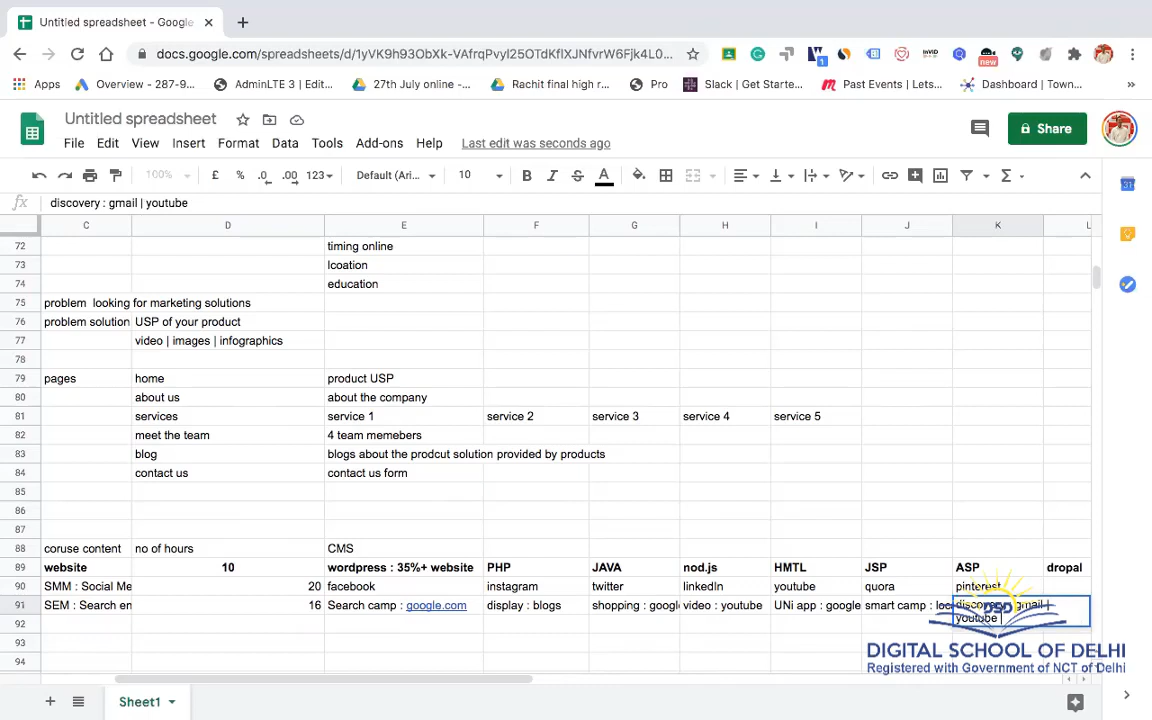 Untitled spreadsheet - Google
docs.google.com/spreadsheets/d/1yVK9h93ObXk-VAfrqPvyl25OTdKflXJNfvrW6Fjk4L0...
new
1
Apps
Overview - 287-9...
AdminLTE 3 | Edit...
27th July online -...
Rachit final high r...
Pro
Slack | Get Starte...
Past Events | Lets...
Dashboard | Town...
»
Untitled spreadsheet
Share
File Edit View Insert Format Data Tools Add-ons Help Last edit was seconds ago
100% £ % .0 .00 123 Default (Ari... 10 B I S A
31
fx discovery : gmail | youtube
C D E F G H I J K L
72 timing online
73 lcoation
74 education
75 problem looking for marketing solutions
76 problem solution USP of your product
77 video | images | infographics
78
79 pages home product USP
80 about us about the company
81 services service 1 service 2 service 3 service 4 service 5
82 meet the team 4 team memebers
83 blog blogs about the prodcut solution provided by products
84 contact us contact us form
85
86
87
88 coruse content no of hours CMS
89 website 10 wordpress : 35%+ website PHP JAVA nod.js HMTL JSP ASP dropal
90 SMM : Social Me 20 facebook instagram twitter linkedIn youtube quora pinterest
91 SEM : Search en 16 Search camp : google.com display : blogs shopping : googl video : youtube UNi app : google smart camp : loc discovery : gmail |
youtube
92
93
94
DSD
DIGITAL SCHOOL OF DELHI
Registered with Government of NCT of Delhi
Sheet1